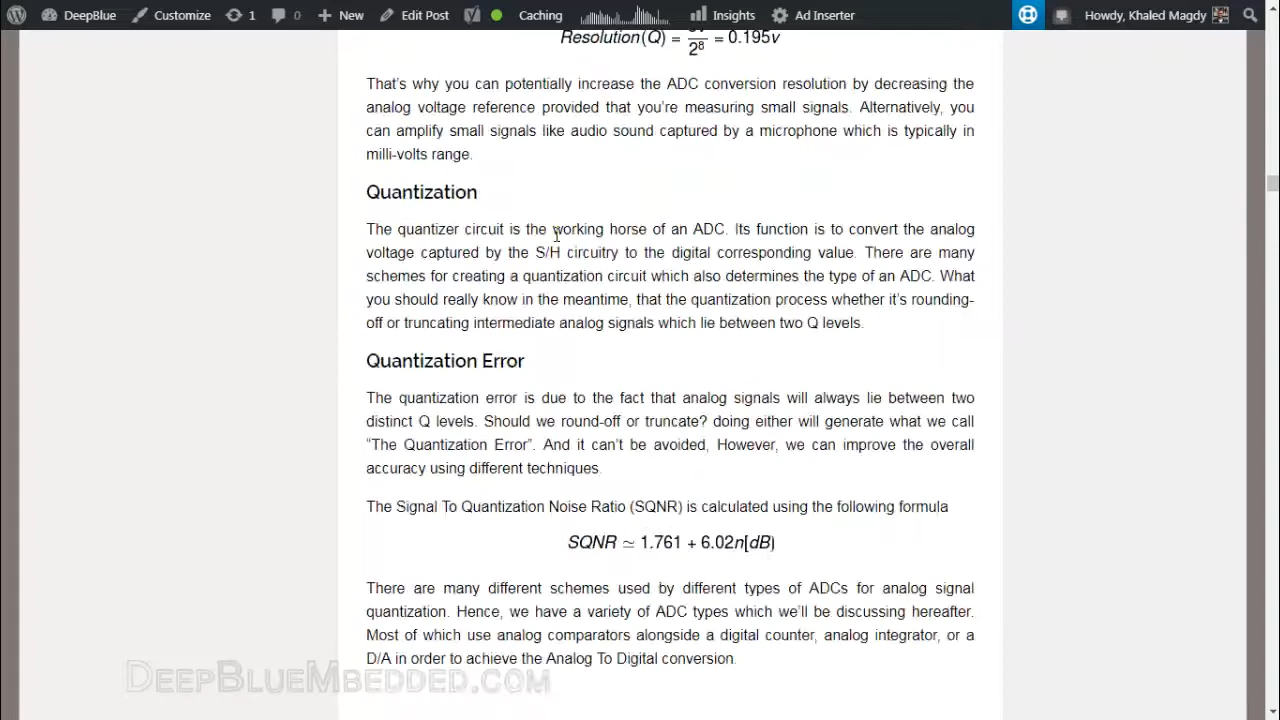 DeepBlue Customize 1 0 New Edit Post Caching Insights Ad Inserter Howdy, Khaled Magdy
Resolution(Q) = /2⁸ = 0.195v
That's why you can potentially increase the ADC conversion resolution by decreasing the
analog voltage reference provided that you're measuring small signals. Alternatively, you
can amplify small signals like audio sound captured by a microphone which is typically in
milli-volts range.
Quantization
The quantizer circuit is the working horse of an ADC. Its function is to convert the analog
voltage captured by the S/H circuitry to the digital corresponding value. There are many
schemes for creating a quantization circuit which also determines the type of an ADC. What
you should really know in the meantime, that the quantization process whether it's rounding-
off or truncating intermediate analog signals which lie between two Q levels.
Quantization Error
The quantization error is due to the fact that analog signals will always lie between two
distinct Q levels. Should we round-off or truncate? doing either will generate what we call
“The Quantization Error”. And it can't be avoided, However, we can improve the overall
accuracy using different techniques.
The Signal To Quantization Noise Ratio (SQNR) is calculated using the following formula
SQNR ≃ 1.761 + 6.02n[dB)
There are many different schemes used by different types of ADCs for analog signal
quantization. Hence, we have a variety of ADC types which we'll be discussing hereafter.
Most of which use analog comparators alongside a digital counter, analog integrator, or a
D/A in order to achieve the Analog To Digital conversion.
DEEPBLUEMBEDDED.COM